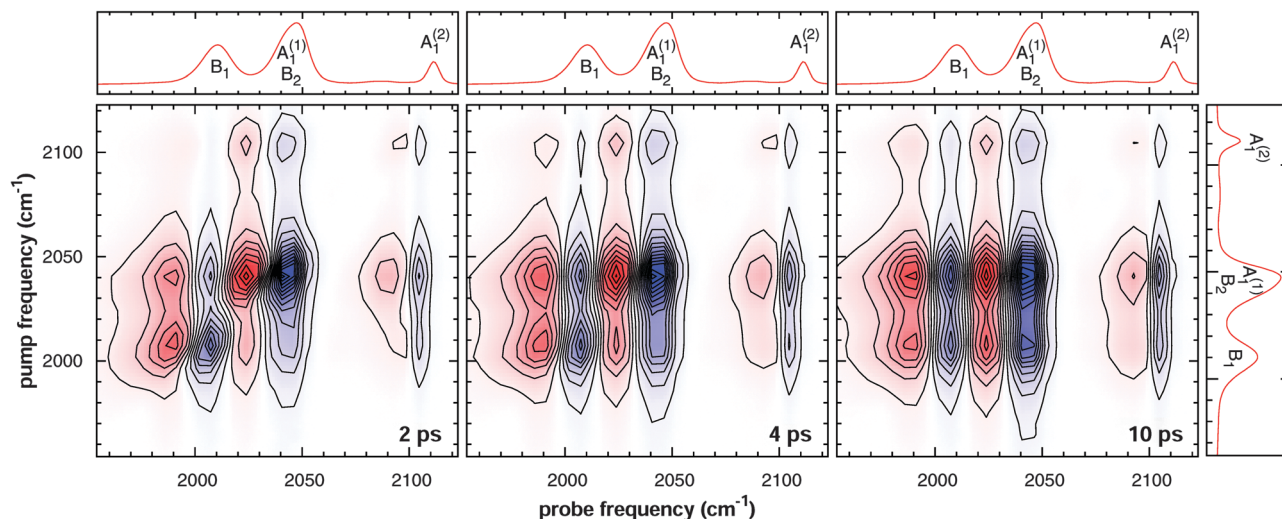 B₁ A₁⁽¹⁾ B₂ A₁⁽²⁾
B₁ A₁⁽¹⁾ B₂ A₁⁽²⁾
B₁ A₁⁽¹⁾ B₂ A₁⁽²⁾
pump frequency (cm⁻¹)
2100
2050
2000
2 ps
4 ps
10 ps
A₁⁽²⁾
A₁⁽¹⁾
B₂
B₁
2000 2050 2100
2000 2050 2100
2000 2050 2100
probe frequency (cm⁻¹)